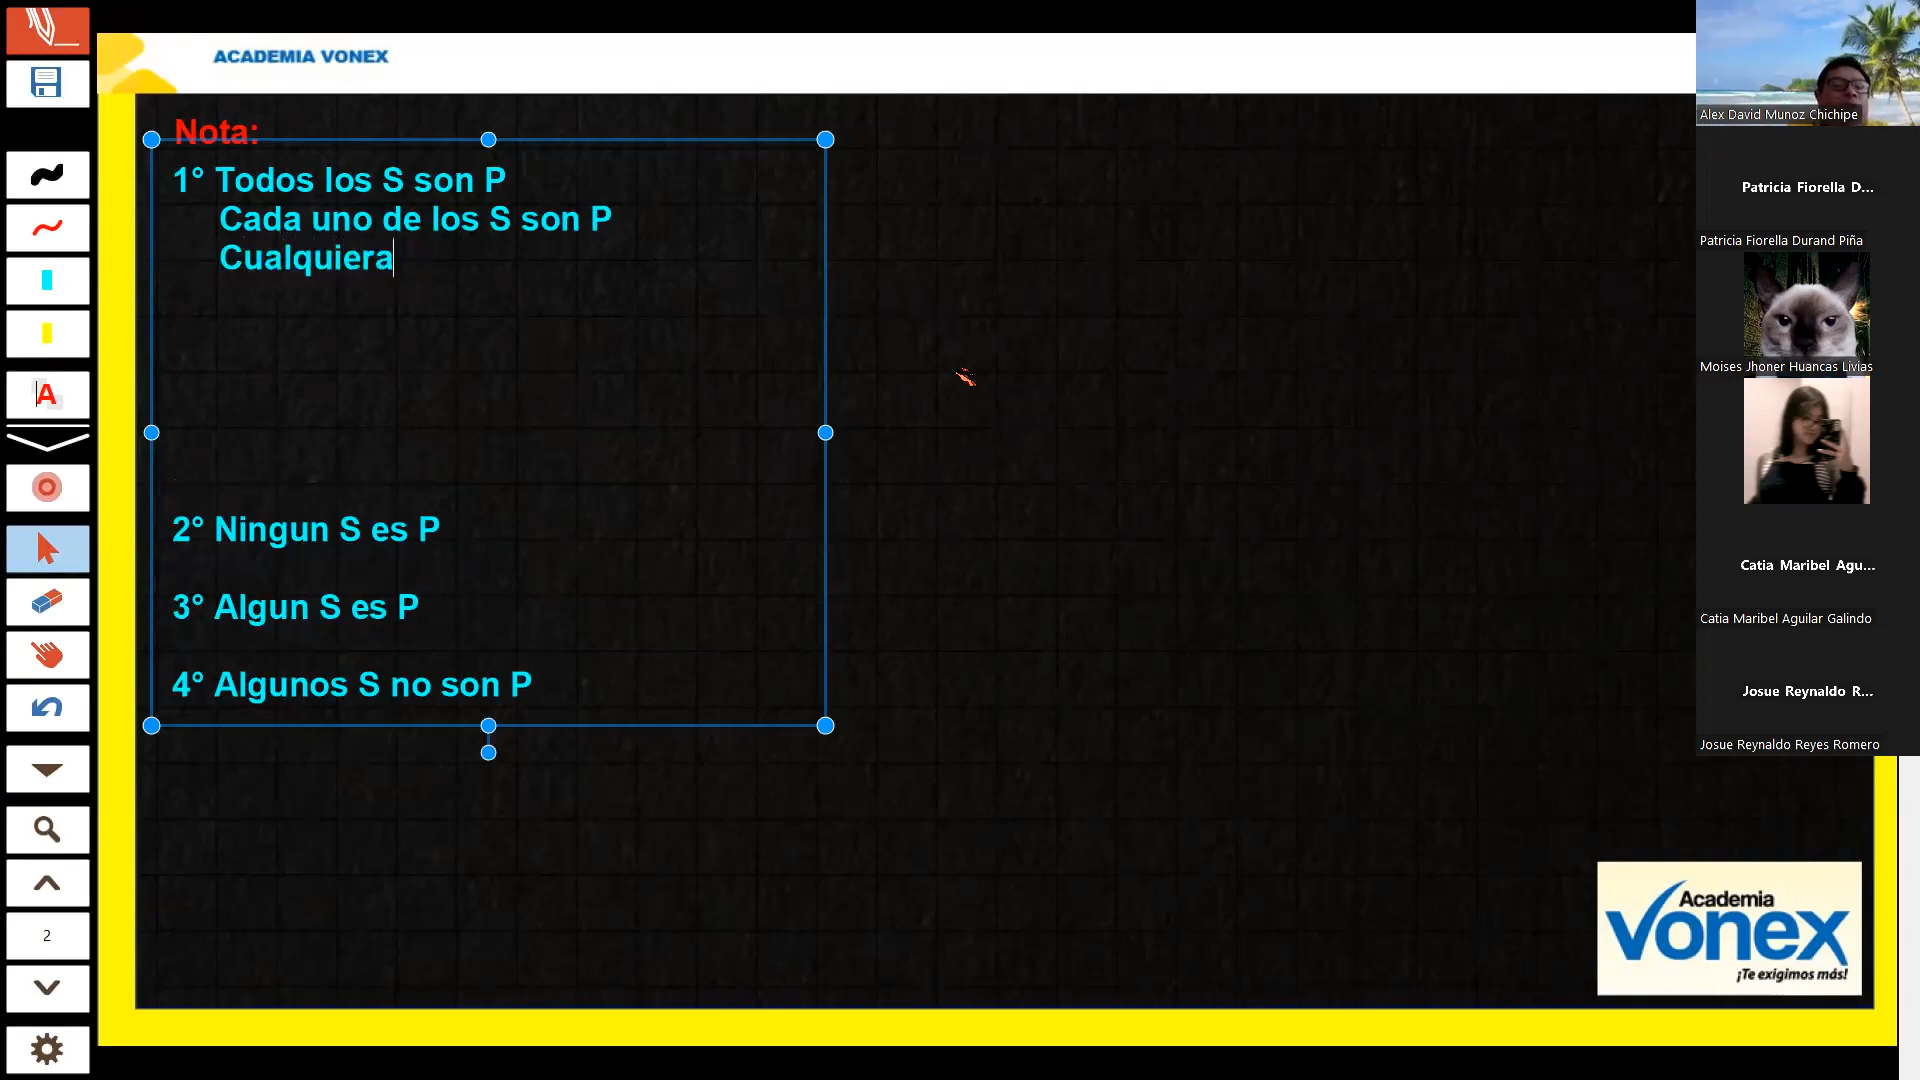 ACADEMIA VONEX
Nota:
1° Todos los S son P
Cada uno de los S son P
Cualquiera
2° Ningun S es P
3° Algun S es P
4° Algunos S no son P
A
2
Alex David Munoz Chichipe
Patricia Fiorella D...
Patricia Fiorella Durand Piña
Moises Jhoner Huancas Livias
Catia Maribel Agu...
Catia Maribel Aguilar Galindo
Josue Reynaldo R...
Josue Reynaldo Reyes Romero
Academia
vonex
¡Te exigimos más!